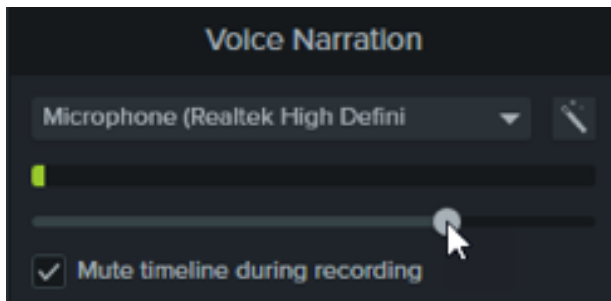 Voice Narration
Microphone (Realtek High Defini
Mute timeline during recording